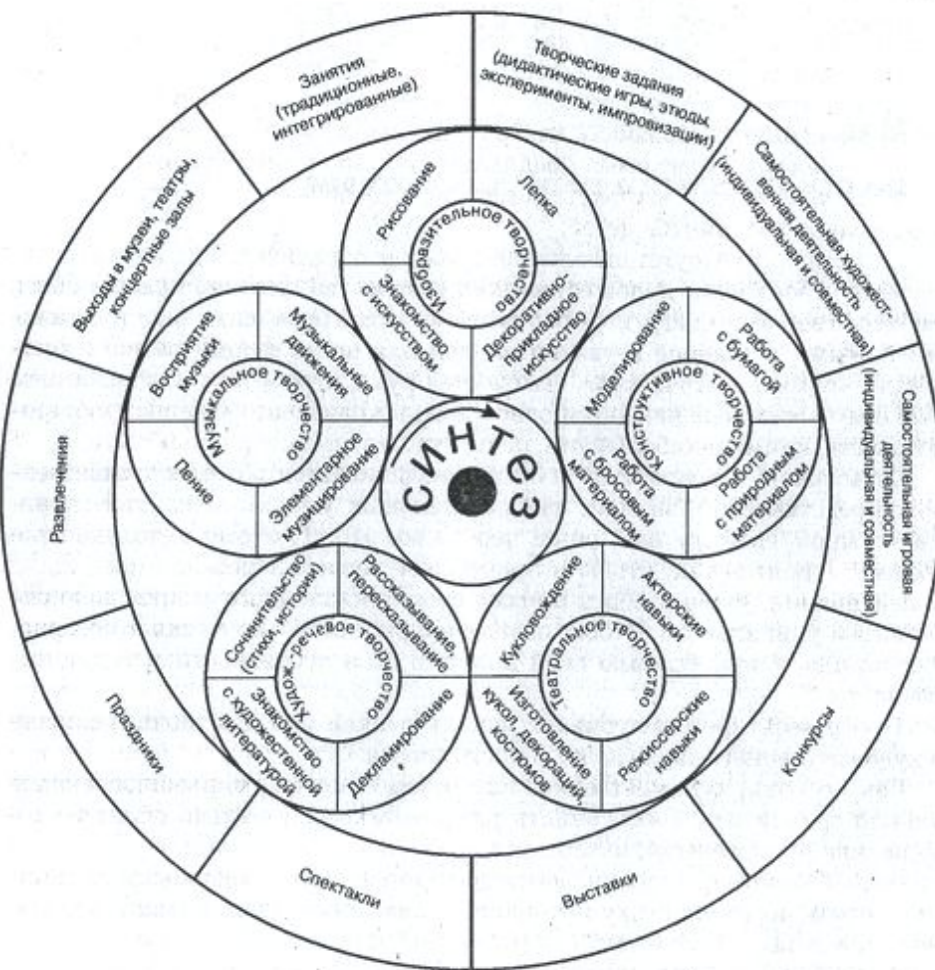 Занятия
(традиционные,
интегрированные)
Творческие задания
(дидактические игры, этюды,
эксперименты, импровизации)
Самостоятельная художест-
венная деятельность
(индивидуальная и совместная)
Самостоятельная игровая
деятельность
(индивидуальная и совместная)
Конкурсы
Выставки
Спектакли
Праздники
Развлечения
Выходы в музеи, театры,
концертные залы
Изобразительное творчество
Рисование
Лепка
Декоративно-
прикладное
искусство
Знакомство
с искусством
Конструктивное творчество
Моделирование
Работа
с бумагой
Работа
с природным
материалом
Работа
с бросовым
материалом
Театральное творчество
Кукловождение
Актерские
навыки
Режиссерские
навыки
Изготовление
кукол, декораций,
костюмов
Худож.-речевое творчество
Сочинительство
(песен, историй)
Рассказывание,
пересказывание
Декламирование
Знакомство
с художественной
литературой
Музыкальное творчество
Восприятие
музыки
Музыкальные
движения
Элементарное
музицирование
Пение
синтез